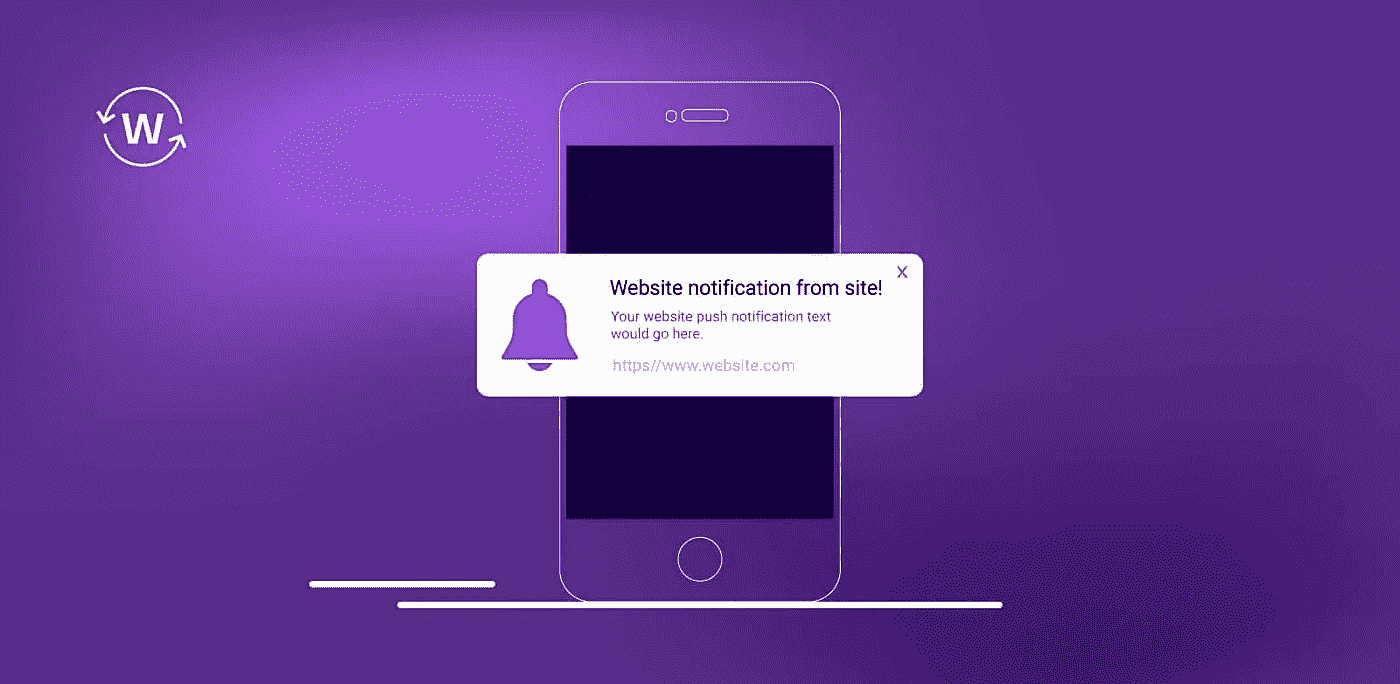 W
X
Website notification from site!
Your website push notification text
would go here.
https//www.website.com